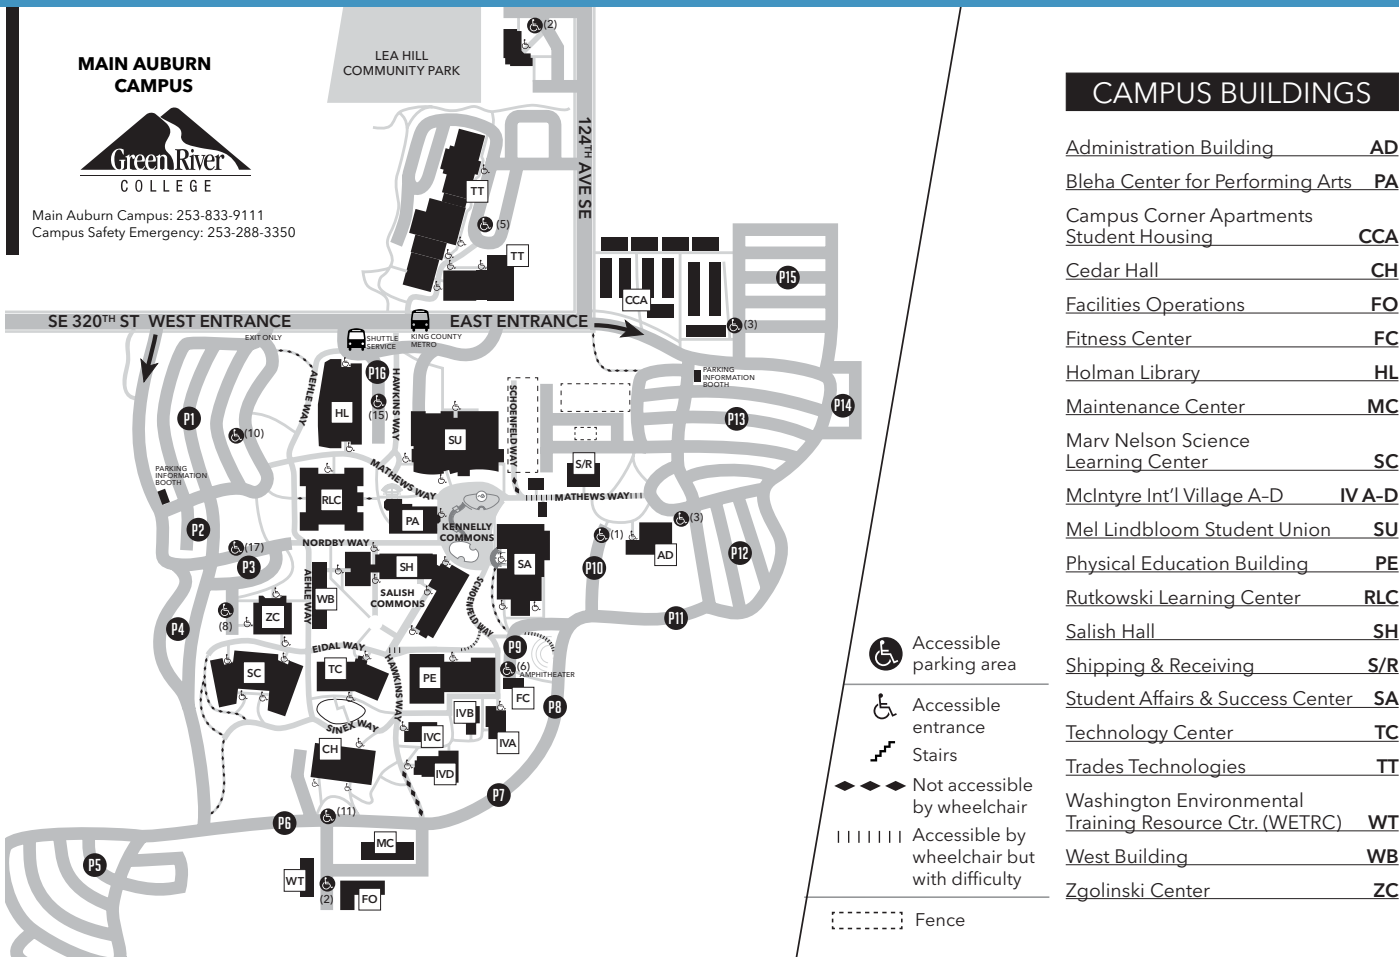 MAIN AUBURN
CAMPUS
Green River
COLLEGE
Main Auburn Campus: 253-833-9111
Campus Safety Emergency: 253-288-3350
LEA HILL
COMMUNITY PARK
(2)
124TH AVE SE
TT
(5)
TT
CCA
P15
(3)
SE 320TH ST WEST ENTRANCE
EAST ENTRANCE
EXIT ONLY
SHUTTLE
SERVICE
KING COUNTY
METRO
PARKING
INFORMATION
BOOTH
P16
(15)
AEHLE WAY
HL
HAWKINS WAY
SU
SCHOENFELD WAY
S/R
P13
P14
P1
(10)
PARKING
INFORMATION
BOOTH
MATHEWS WAY
RLC
PA
KENNELLY
COMMONS
MATHEWS WAY
P2
(17)
P3
NORDBY WAY
SH
SA
(1)
P10
AD
(3)
P12
AEHLE WAY
WB
SALISH
COMMONS
SCHOENFELD WAY
(8)
ZC
P4
P11
EIDAL WAY
P9
(6)
AMPHITHEATER
SC
TC
HAWKINS WAY
PE
FC
P8
IVB
IVA
SINEX WAY
IVC
CH
IVD
P7
P6
(11)
MC
P5
WT
(2)
FO
Accessible
parking area
Accessible
entrance
Stairs
Not accessible
by wheelchair
Accessible by
wheelchair but
with difficulty
Fence
CAMPUS BUILDINGS
Administration Building AD
Bleha Center for Performing Arts PA
Campus Corner Apartments
Student Housing CCA
Cedar Hall CH
Facilities Operations FO
Fitness Center FC
Holman Library HL
Maintenance Center MC
Marv Nelson Science
Learning Center SC
McIntyre Int'l Village A–D IV A–D
Mel Lindbloom Student Union SU
Physical Education Building PE
Rutkowski Learning Center RLC
Salish Hall SH
Shipping & Receiving S/R
Student Affairs & Success Center SA
Technology Center TC
Trades Technologies TT
Washington Environmental
Training Resource Ctr. (WETRC) WT
West Building WB
Zgolinski Center ZC